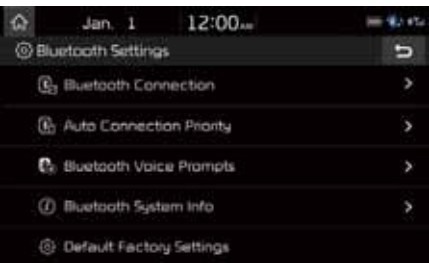 Jan. 1 12:00 AM
Bluetooth Settings
Bluetooth Connection
Auto Connection Priority
Bluetooth Voice Prompts
Bluetooth System Info
Default Factory Settings